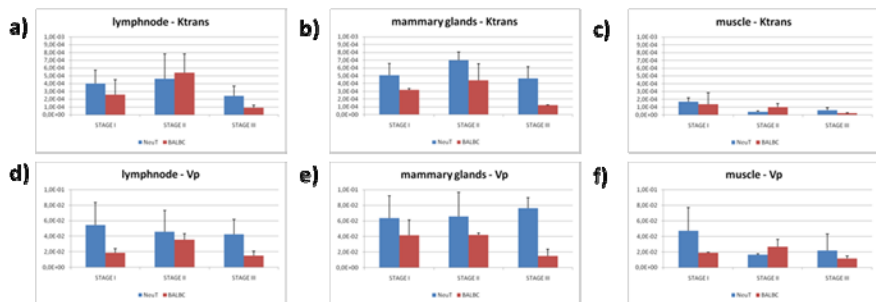 a)
lymphnode - Ktrans
1,0E-03
9,0E-04
8,0E-04
7,0E-04
6,0E-04
5,0E-04
4,0E-04
3,0E-04
2,0E-04
1,0E-04
0,0E+00
STAGE I STAGE II STAGE III
NeuT BALBC
b)
mammary glands - Ktrans
1,0E-03
9,0E-04
8,0E-04
7,0E-04
6,0E-04
5,0E-04
4,0E-04
3,0E-04
2,0E-04
1,0E-04
0,0E+00
STAGE I STAGE II STAGE III
NeuT BALBC
c)
muscle - Ktrans
1,0E-03
9,0E-04
8,0E-04
7,0E-04
6,0E-04
5,0E-04
4,0E-04
3,0E-04
2,0E-04
1,0E-04
0,0E+00
STAGE I STAGE II STAGE III
NeuT BALBC
d)
lymphnode - Vp
1,0E-01
8,0E-02
6,0E-02
4,0E-02
2,0E-02
0,0E+00
STAGE I STAGE II STAGE III
NeuT BALBC
e)
mammary glands - Vp
1,0E-01
8,0E-02
6,0E-02
4,0E-02
2,0E-02
0,0E+00
STAGE I STAGE II STAGE III
NeuT BALBC
f)
muscle - Vp
1,0E-01
8,0E-02
6,0E-02
4,0E-02
2,0E-02
0,0E+00
STAGE I STAGE II STAGE III
NeuT BALBC